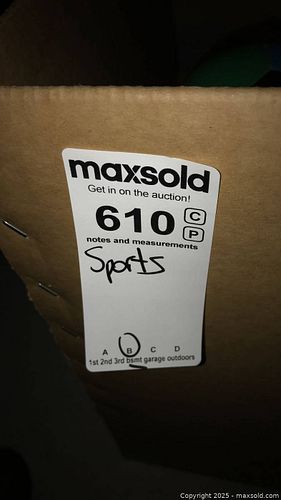 maxsold
Get in on the auction!
610 C
P
notes and measurements
Sports
A B C D
1st 2nd 3rd bsmt garage outdoors
Copyright 2025 - maxsold.com